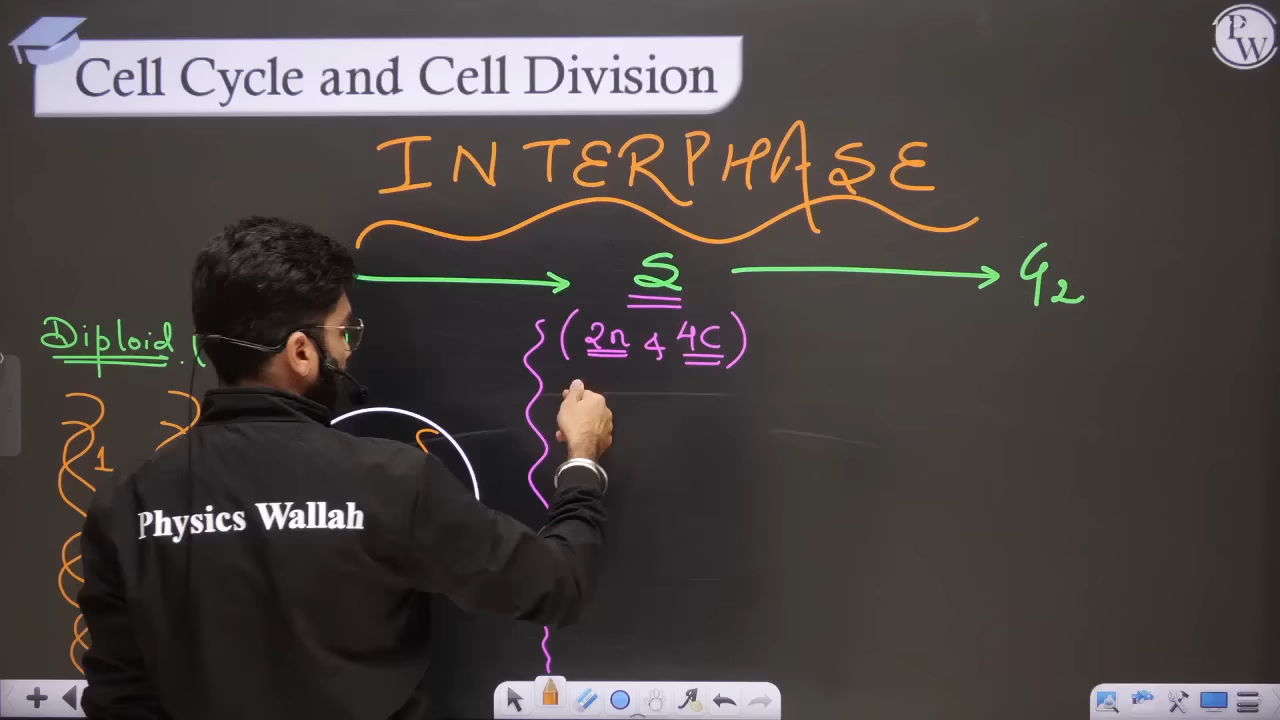 PW
Cell Cycle and Cell Division
INTERPHASE
S
G2
Diploid.
(2n & 4C)
1
Physics Wallah